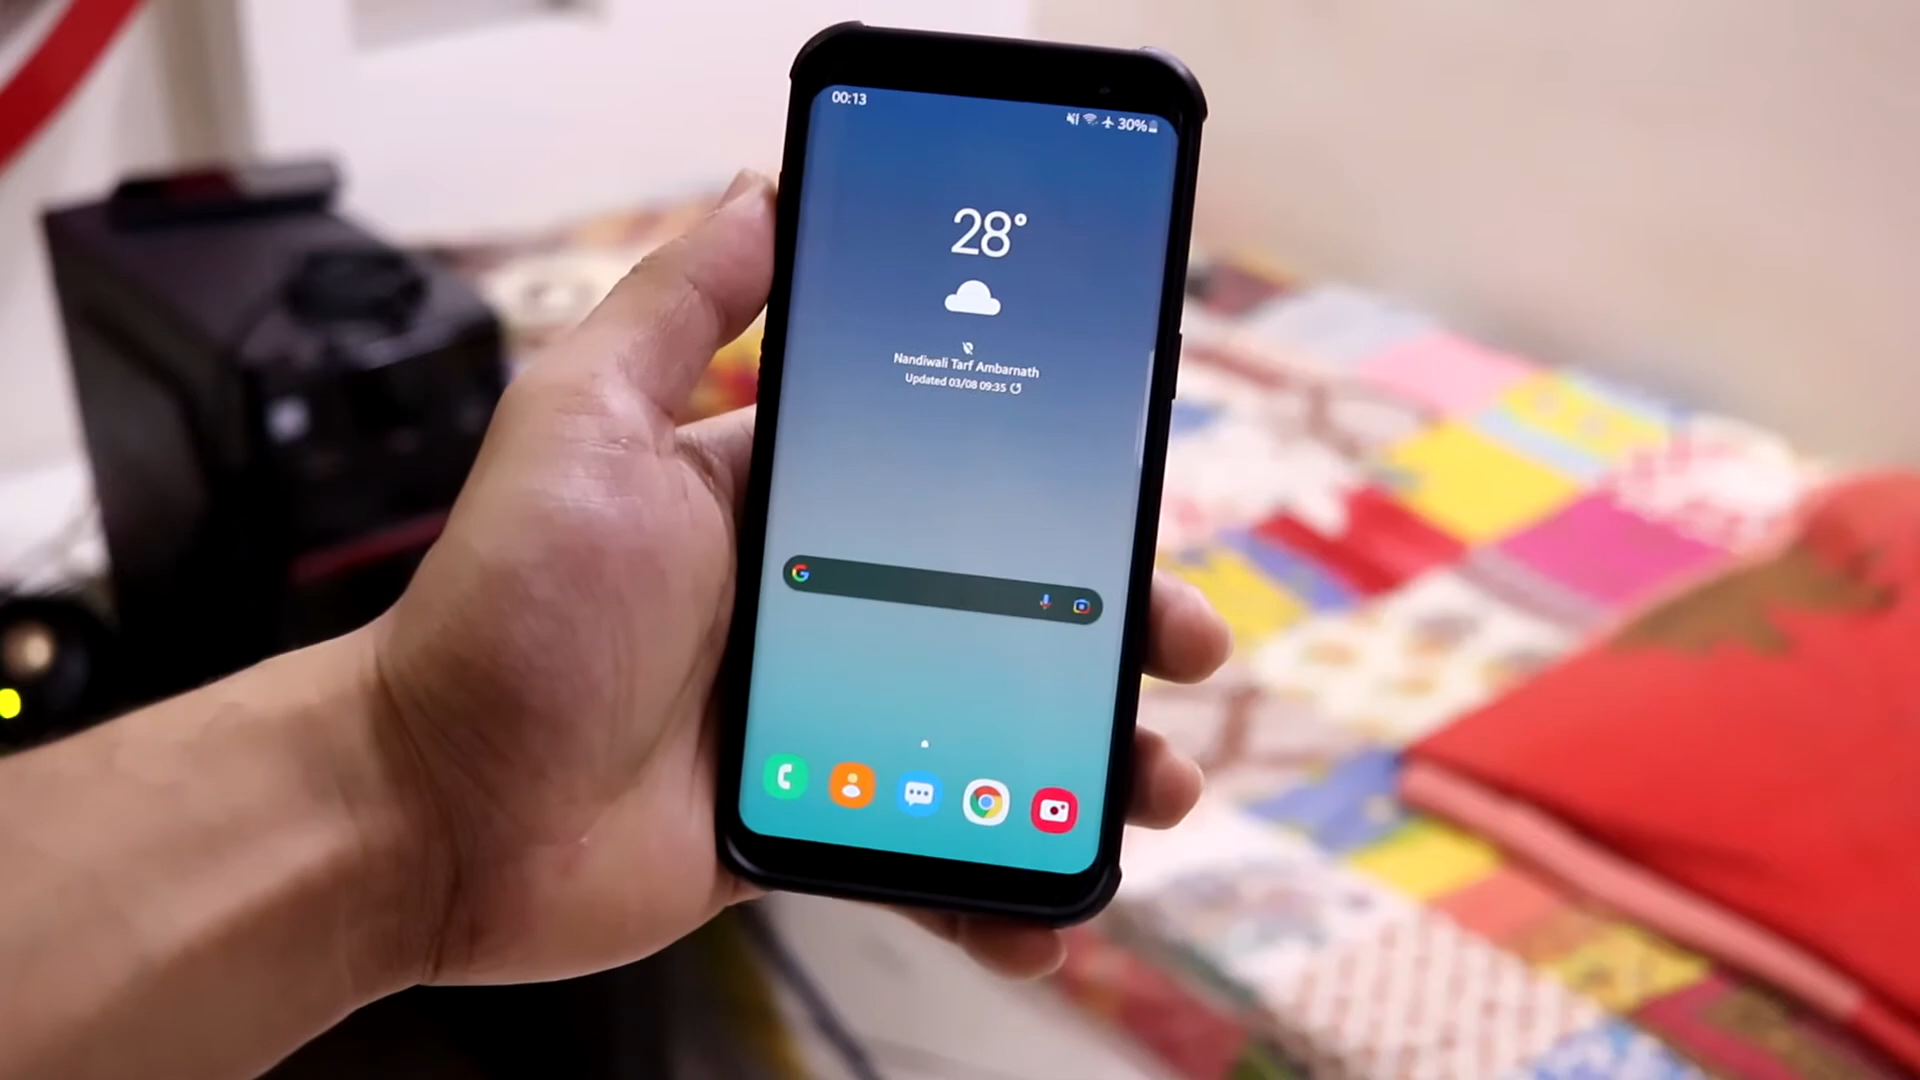 00:13
30%
28°
Nandiwali Tarf Ambarnath
Updated 03/08 09:35
G